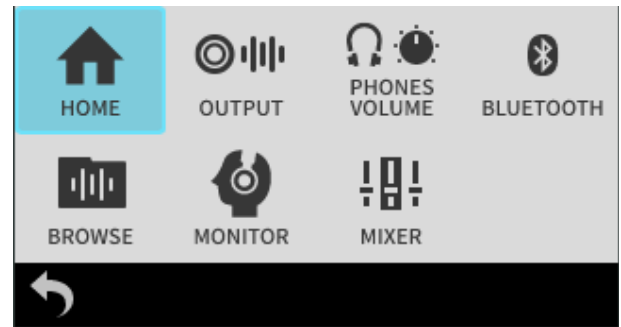 HOME
OUTPUT
PHONES
VOLUME
BLUETOOTH
BROWSE
MONITOR
MIXER